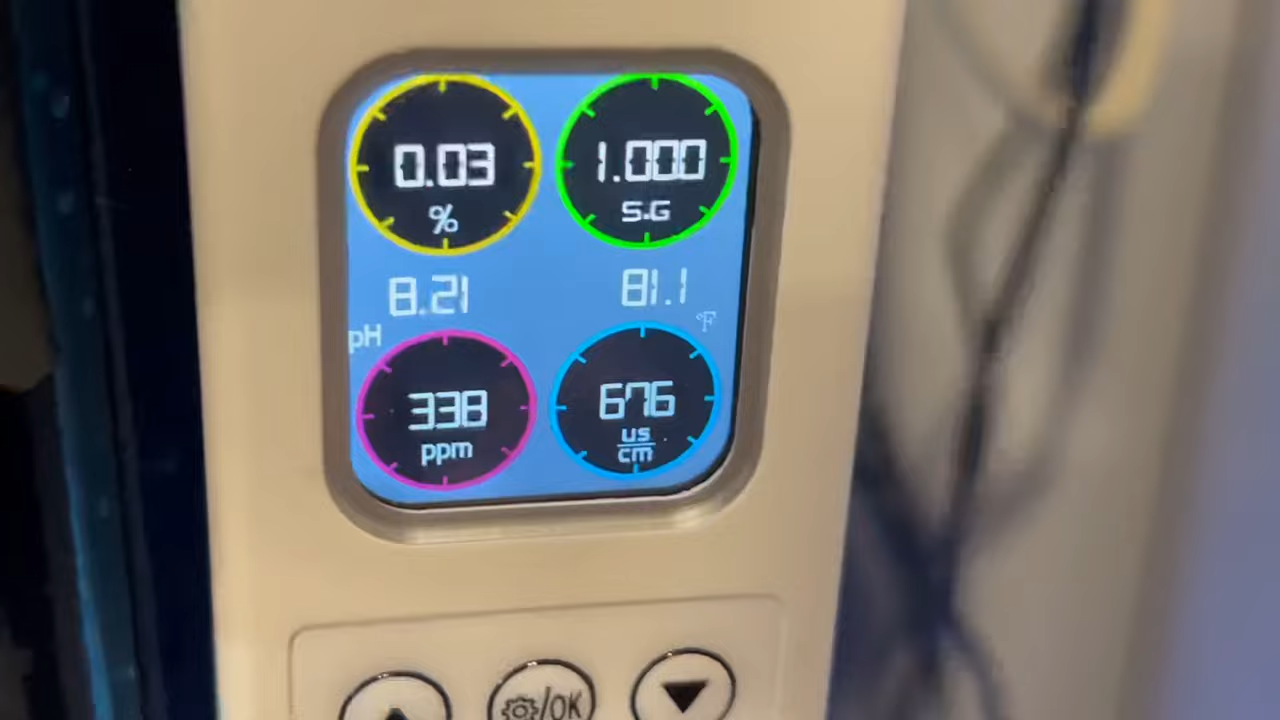 0.03 1.000
% S.G
8.21 81.1
pH °F
338 676
ppm us
cm
⚙/OK